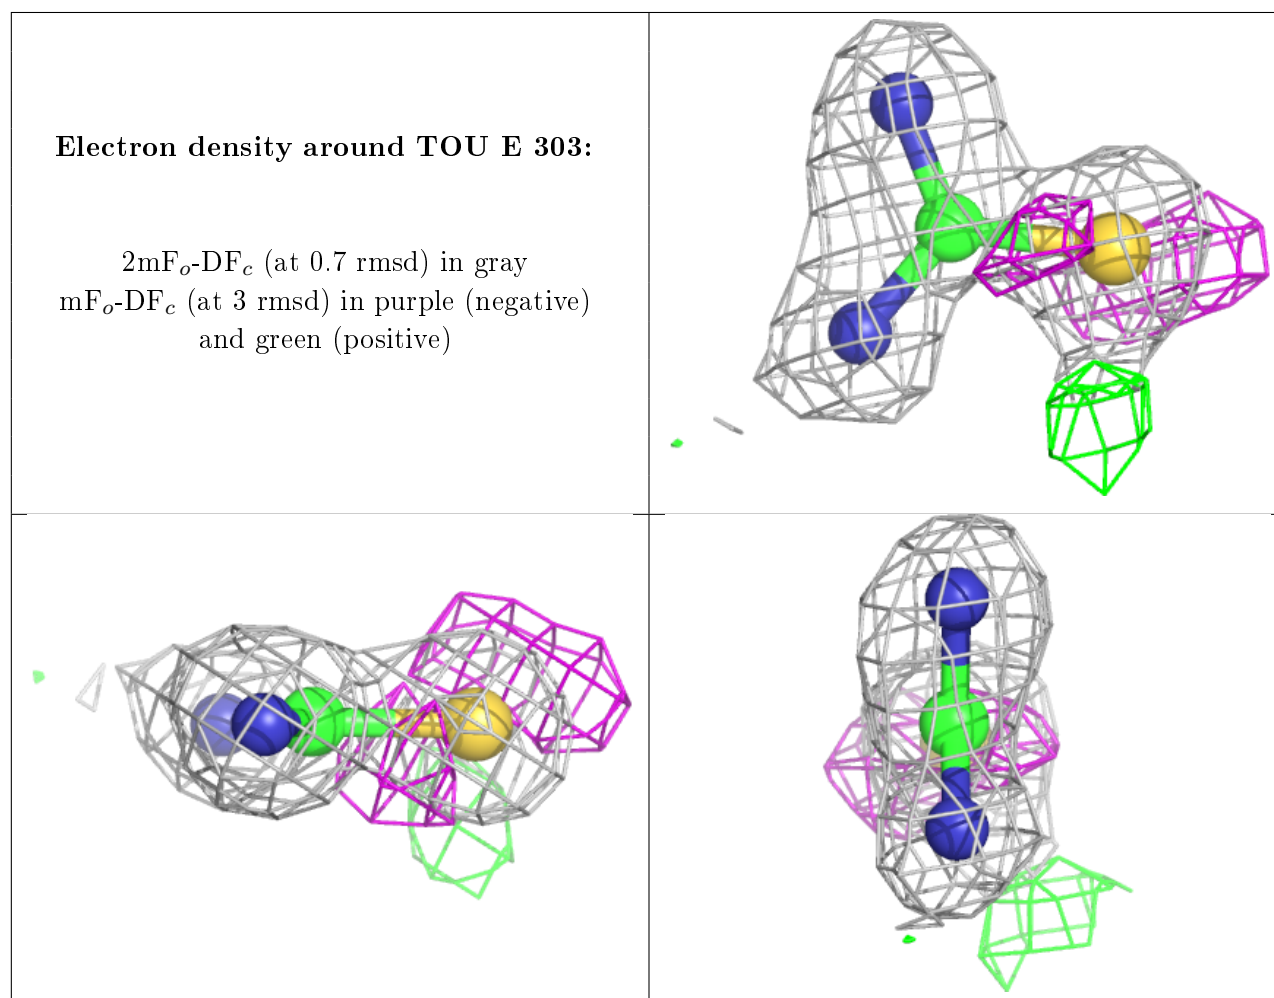 Electron density around TOU E 303:
2mFₒ-DF𝒸 (at 0.7 rmsd) in gray
mFₒ-DF𝒸 (at 3 rmsd) in purple (negative)
and green (positive)